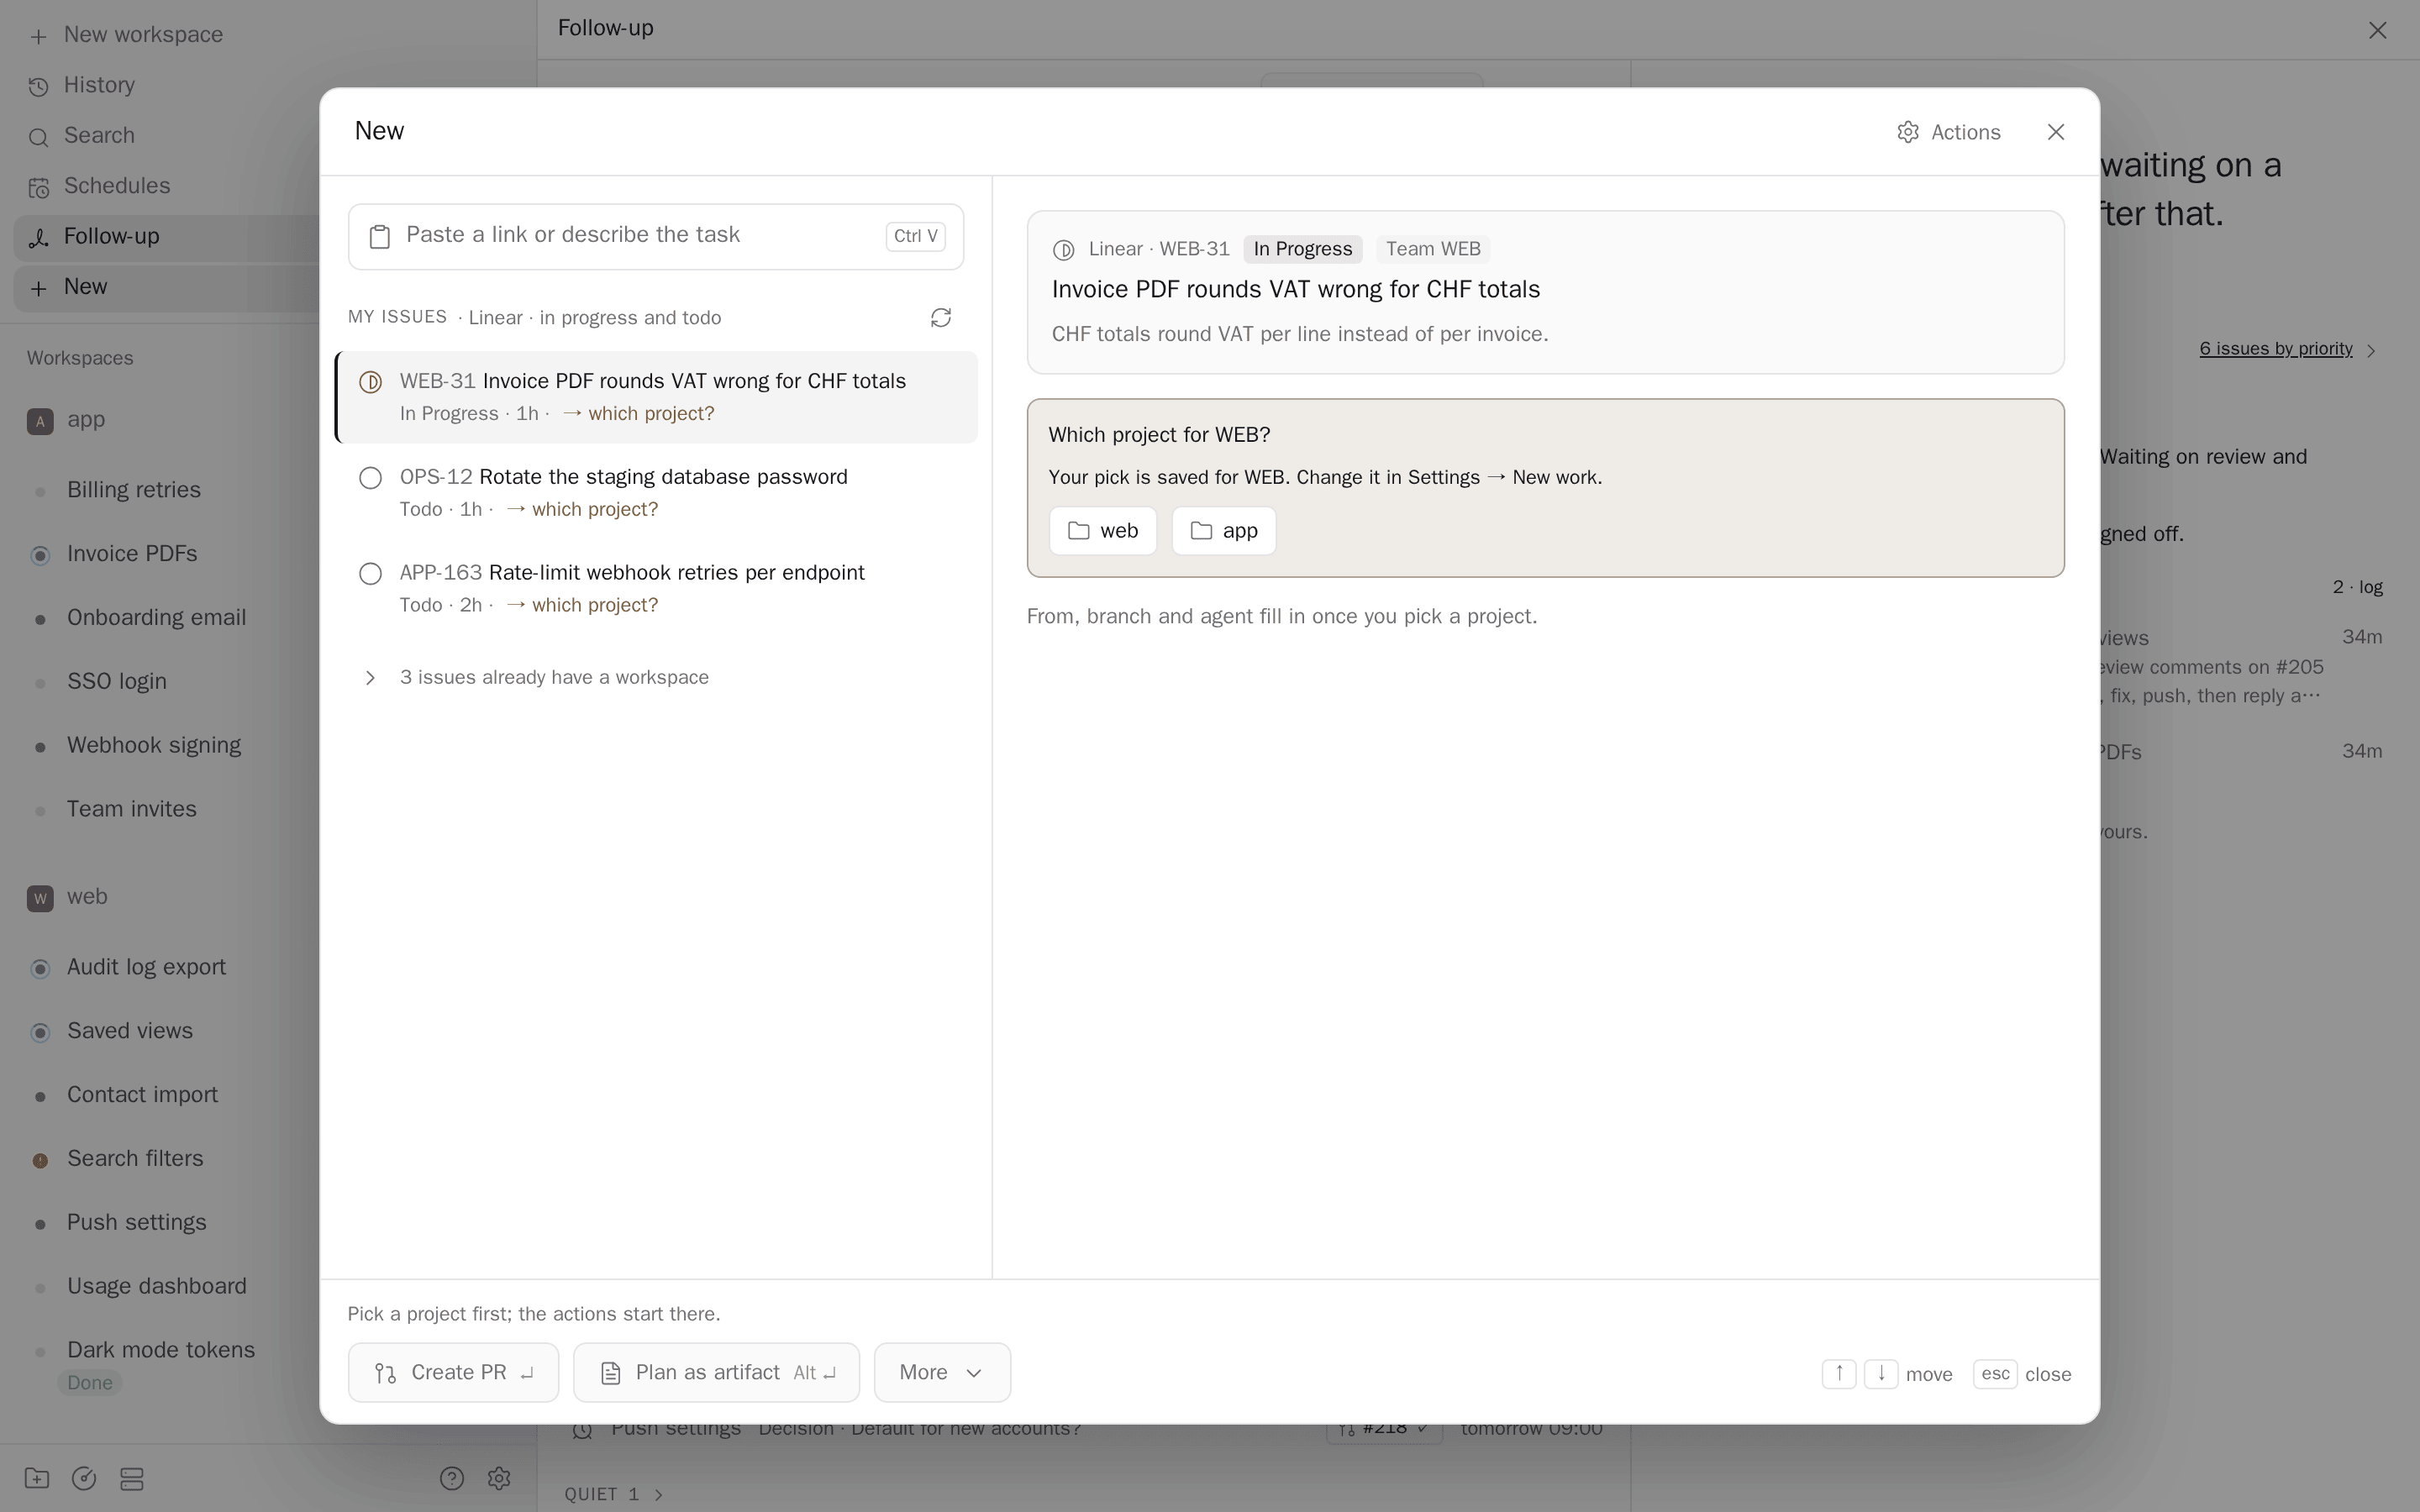 New workspace
History
Search
Schedules
Follow-up
New
Workspaces
A app
Billing retries
Invoice PDFs
Onboarding email
SSO login
Webhook signing
Team invites
W web
Audit log export
Saved views
Contact import
Search filters
Push settings
Usage dashboard
Dark mode tokens
Done
Follow-up
New
Actions
Paste a link or describe the task Ctrl V
MY ISSUES · Linear · in progress and todo
WEB-31 Invoice PDF rounds VAT wrong for CHF totals
In Progress · 1h · → which project?
OPS-12 Rotate the staging database password
Todo · 1h · → which project?
APP-163 Rate-limit webhook retries per endpoint
Todo · 2h · → which project?
3 issues already have a workspace
Linear · WEB-31 In Progress Team WEB
Invoice PDF rounds VAT wrong for CHF totals
CHF totals round VAT per line instead of per invoice.
Which project for WEB?
Your pick is saved for WEB. Change it in Settings → New work.
web app
From, branch and agent fill in once you pick a project.
Pick a project first; the actions start there.
Create PR ↵ Plan as artifact Alt ↵ More
↑ ↓ move esc close
waiting on a
after that.
6 issues by priority
Waiting on review and
gned off.
2 · log
views 34m
eview comments on #205
, fix, push, then reply a…
PDFs 34m
yours.
Push settings Decision · Default for new accounts? #218 ✓ tomorrow 09:00
QUIET 1